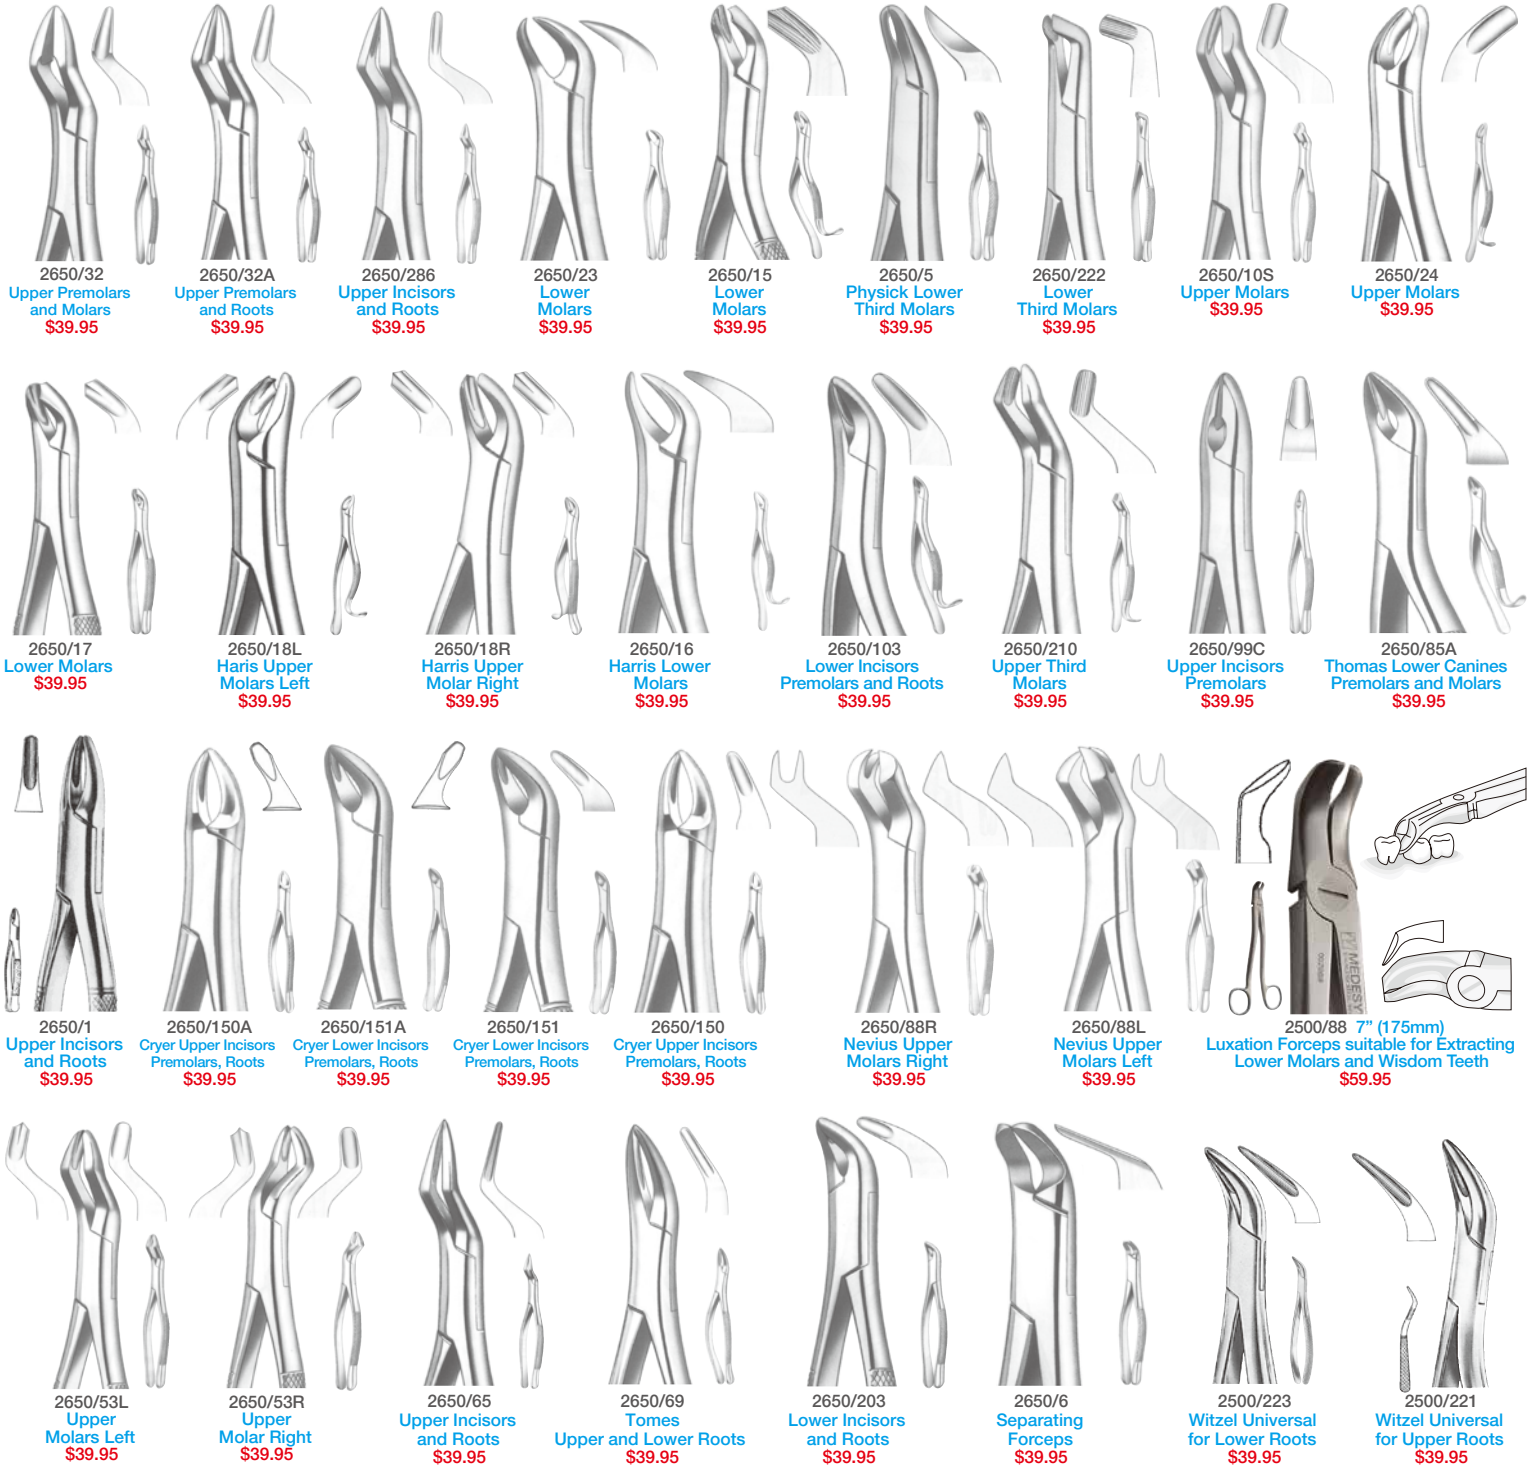 2650/32
Upper Premolars
and Molars
$39.95
2650/32A
Upper Premolars
and Roots
$39.95
2650/286
Upper Incisors
and Roots
$39.95
2650/23
Lower
Molars
$39.95
2650/15
Lower
Molars
$39.95
2650/5
Physick Lower
Third Molars
$39.95
2650/222
Lower
Third Molars
$39.95
2650/10S
Upper Molars
$39.95
2650/24
Upper Molars
$39.95
2650/17
Lower Molars
$39.95
2650/18L
Haris Upper
Molars Left
$39.95
2650/18R
Harris Upper
Molar Right
$39.95
2650/16
Harris Lower
Molars
$39.95
2650/103
Lower Incisors
Premolars and Roots
$39.95
2650/210
Upper Third
Molars
$39.95
2650/99C
Upper Incisors
Premolars
$39.95
2650/85A
Thomas Lower Canines
Premolars and Molars
$39.95
2650/1
Upper Incisors
and Roots
$39.95
2650/150A
Cryer Upper Incisors
Premolars, Roots
$39.95
2650/151A
Cryer Lower Incisors
Premolars, Roots
$39.95
2650/151
Cryer Lower Incisors
Premolars, Roots
$39.95
2650/150
Cryer Upper Incisors
Premolars, Roots
$39.95
2650/88R
Nevius Upper
Molars Right
$39.95
2650/88L
Nevius Upper
Molars Left
$39.95
MEDESY
2500/88 7” (175mm)
Luxation Forceps suitable for Extracting
Lower Molars and Wisdom Teeth
$59.95
2650/53L
Upper
Molars Left
$39.95
2650/53R
Upper
Molar Right
$39.95
2650/65
Upper Incisors
and Roots
$39.95
2650/69
Tomes
Upper and Lower Roots
$39.95
2650/203
Lower Incisors
and Roots
$39.95
2650/6
Separating
Forceps
$39.95
2500/223
Witzel Universal
for Lower Roots
$39.95
2500/221
Witzel Universal
for Upper Roots
$39.95